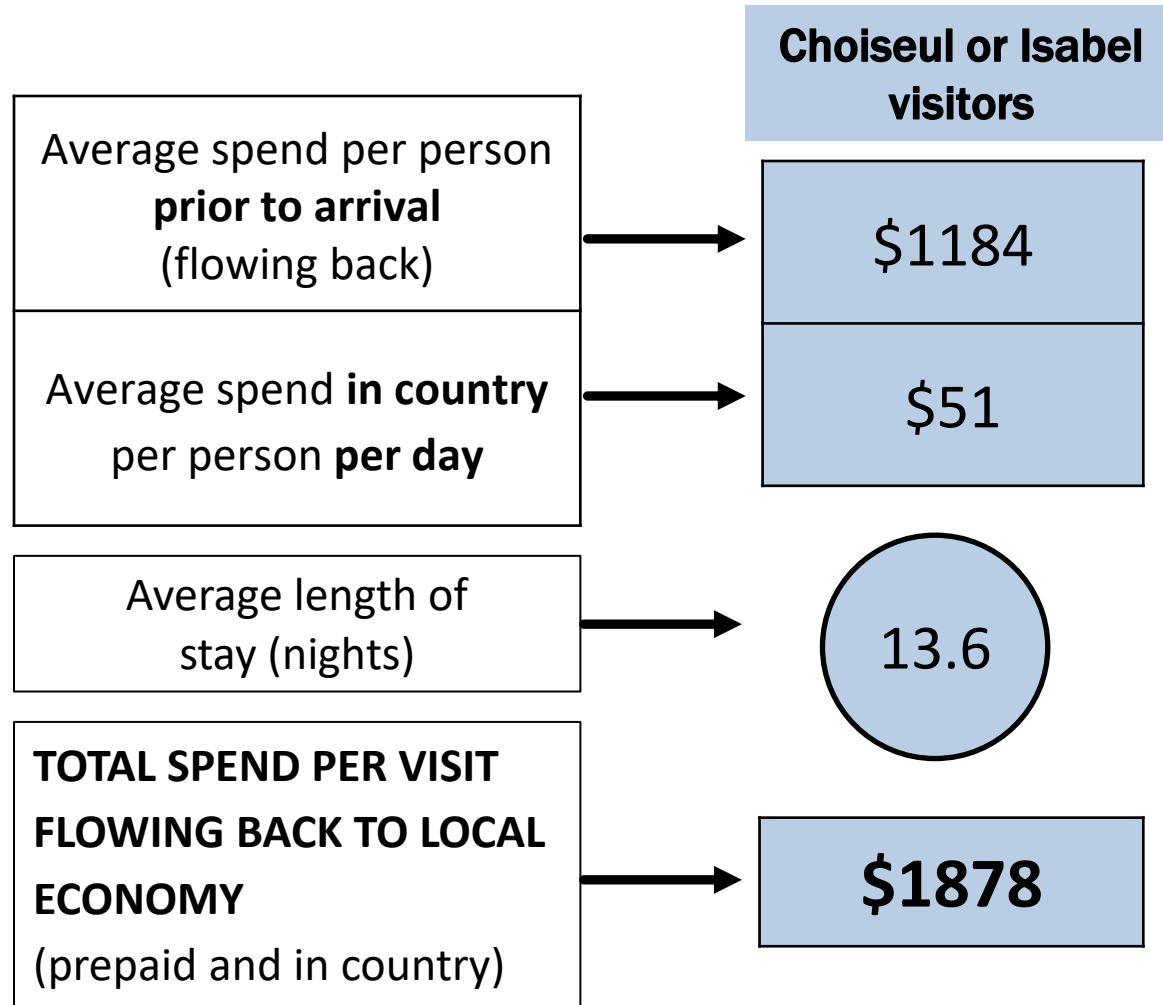 Choiseul or Isabel
visitors
Average spend per person
prior to arrival
(flowing back)
$1184
Average spend in country
per person per day
$51
Average length of
stay (nights)
13.6
TOTAL SPEND PER VISIT
FLOWING BACK TO LOCAL
ECONOMY
(prepaid and in country)
$1878